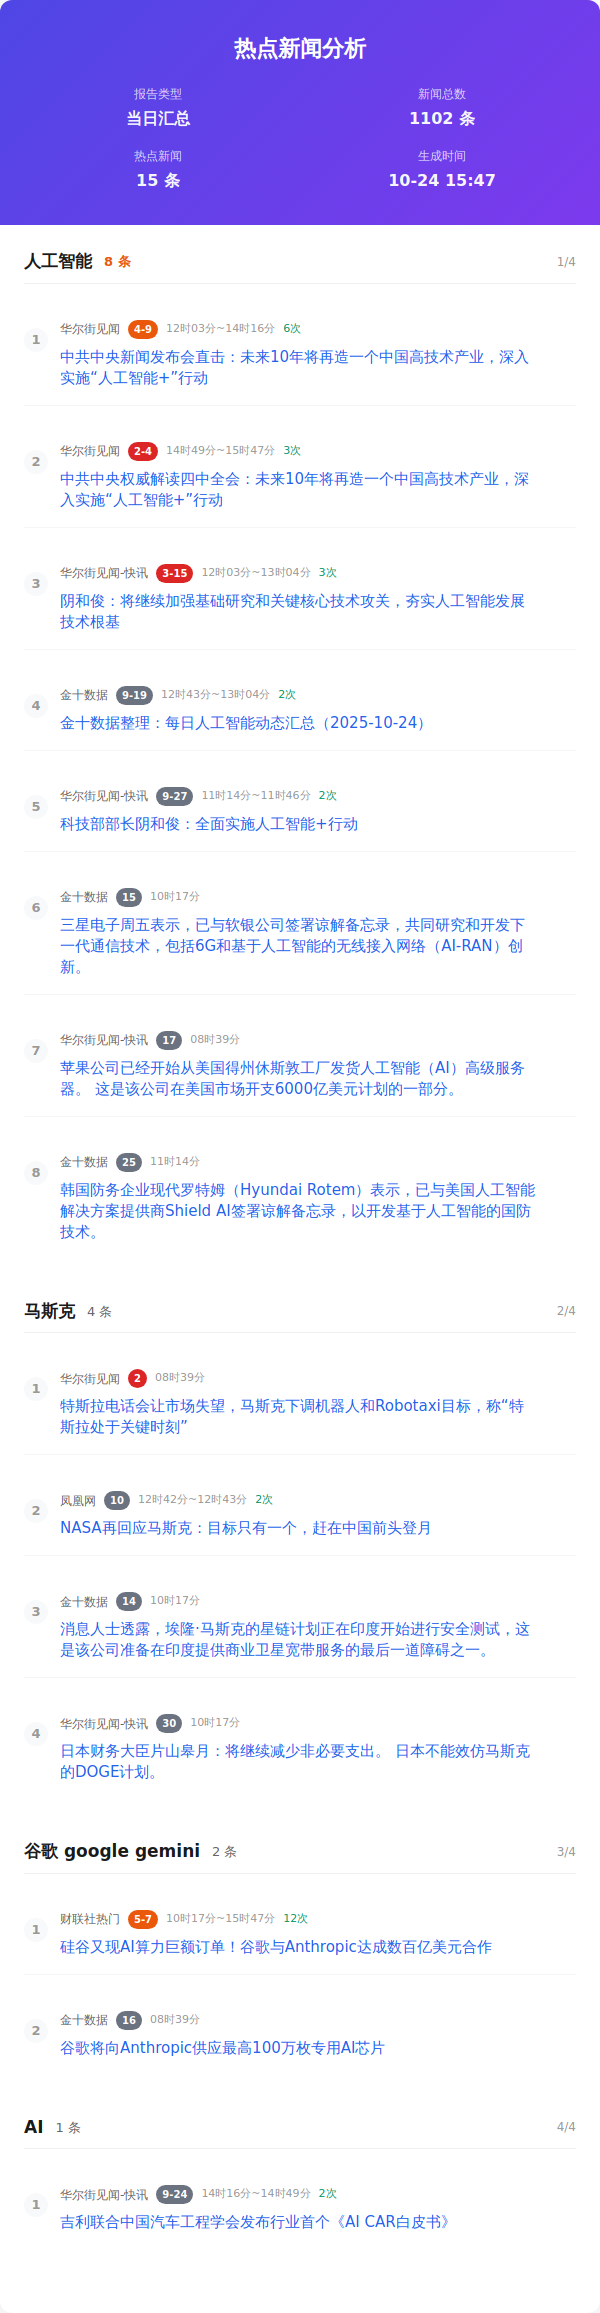 热点新闻分析
报告类型
新闻总数
当日汇总
1102 条
热点新闻
生成时间
15 条
10-24 15:47
人工智能 8 条 1/4
1
华尔街见闻 4-9 12时03分~14时16分 6次
中共中央新闻发布会直击：未来10年将再造一个中国高技术产业，深入
实施“人工智能+”行动
2
华尔街见闻 2-4 14时49分~15时47分 3次
中共中央权威解读四中全会：未来10年将再造一个中国高技术产业，深
入实施“人工智能+”行动
3
华尔街见闻-快讯 3-15 12时03分~13时04分 3次
阴和俊：将继续加强基础研究和关键核心技术攻关，夯实人工智能发展
技术根基
4
金十数据 9-19 12时43分~13时04分 2次
金十数据整理：每日人工智能动态汇总（2025-10-24）
5
华尔街见闻-快讯 9-27 11时14分~11时46分 2次
科技部部长阴和俊：全面实施人工智能+行动
6
金十数据 15 10时17分
三星电子周五表示，已与软银公司签署谅解备忘录，共同研究和开发下
一代通信技术，包括6G和基于人工智能的无线接入网络（AI-RAN）创
新。
7
华尔街见闻-快讯 17 08时39分
苹果公司已经开始从美国得州休斯敦工厂发货人工智能（AI）高级服务
器。 这是该公司在美国市场开支6000亿美元计划的一部分。
8
金十数据 25 11时14分
韩国防务企业现代罗特姆（Hyundai Rotem）表示，已与美国人工智能
解决方案提供商Shield AI签署谅解备忘录，以开发基于人工智能的国防
技术。
马斯克 4 条 2/4
1
华尔街见闻 2 08时39分
特斯拉电话会让市场失望，马斯克下调机器人和Robotaxi目标，称“特
斯拉处于关键时刻”
2
凤凰网 10 12时42分~12时43分 2次
NASA再回应马斯克：目标只有一个，赶在中国前头登月
3
金十数据 14 10时17分
消息人士透露，埃隆·马斯克的星链计划正在印度开始进行安全测试，这
是该公司准备在印度提供商业卫星宽带服务的最后一道障碍之一。
4
华尔街见闻-快讯 30 10时17分
日本财务大臣片山皋月：将继续减少非必要支出。 日本不能效仿马斯克
的DOGE计划。
谷歌 google gemini 2 条 3/4
1
财联社热门 5-7 10时17分~15时47分 12次
硅谷又现AI算力巨额订单！谷歌与Anthropic达成数百亿美元合作
2
金十数据 16 08时39分
谷歌将向Anthropic供应最高100万枚专用AI芯片
AI 1 条 4/4
1
华尔街见闻-快讯 9-24 14时16分~14时49分 2次
吉利联合中国汽车工程学会发布行业首个《AI CAR白皮书》